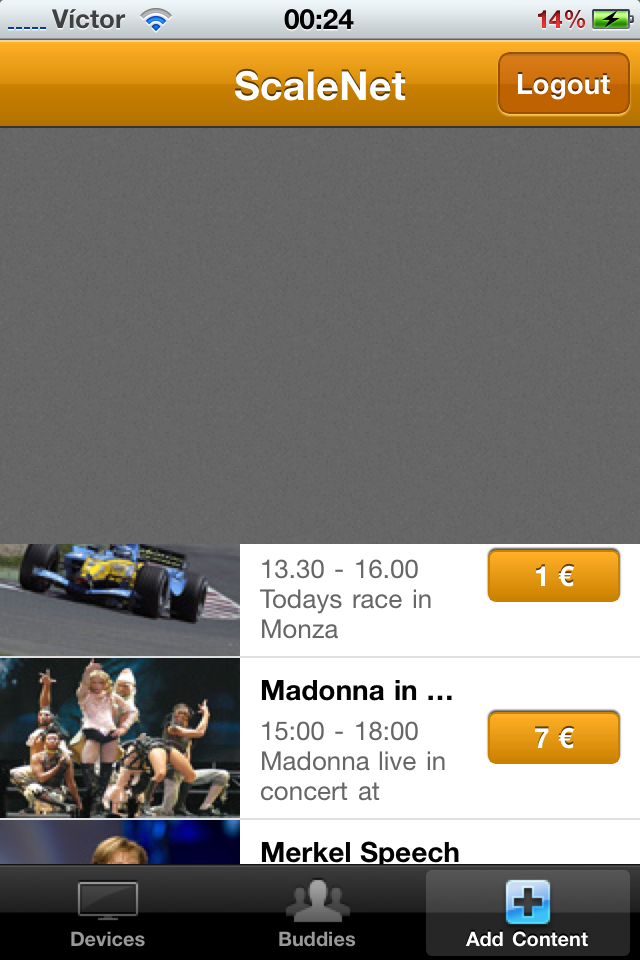 Víctor 00:24 14%
ScaleNet Logout
13.30 - 16.00
Todays race in
Monza
1 €
Madonna in ...
15:00 - 18:00
Madonna live in
concert at
7 €
Merkel Speech
Devices Buddies Add Content